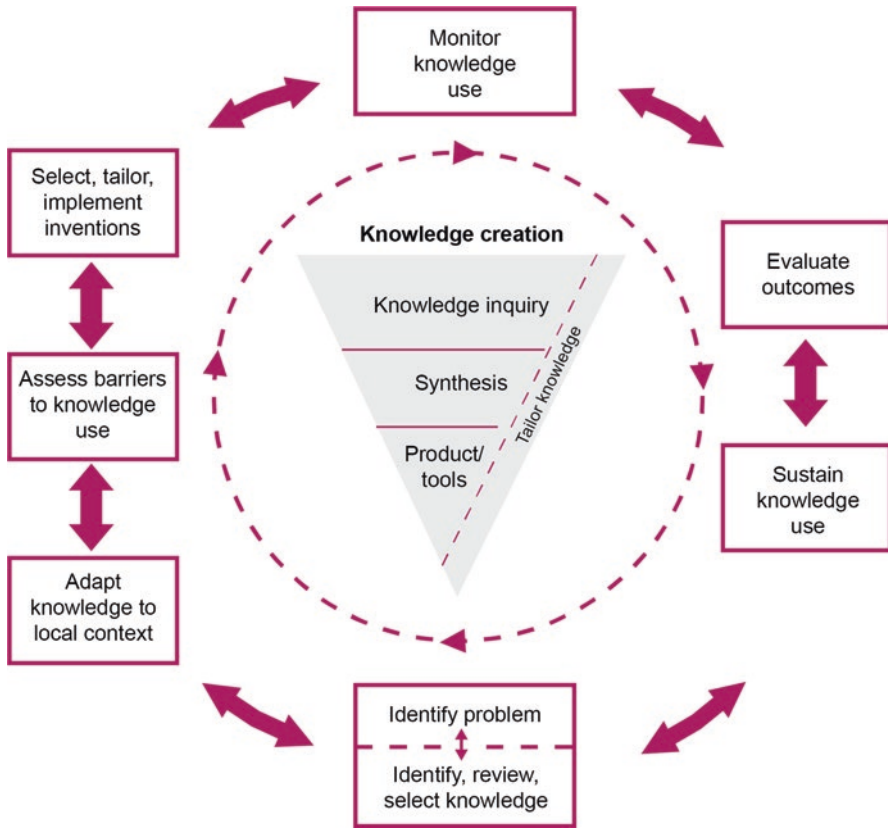 Monitor
knowledge
use
Select, tailor,
implement
inventions
Evaluate
outcomes
Assess barriers
to knowledge
use
Sustain
knowledge
use
Adapt
knowledge to
local context
Identify problem
Identify, review,
select knowledge
Knowledge creation
Knowledge inquiry
Synthesis
Product/
tools
Tailor knowledge